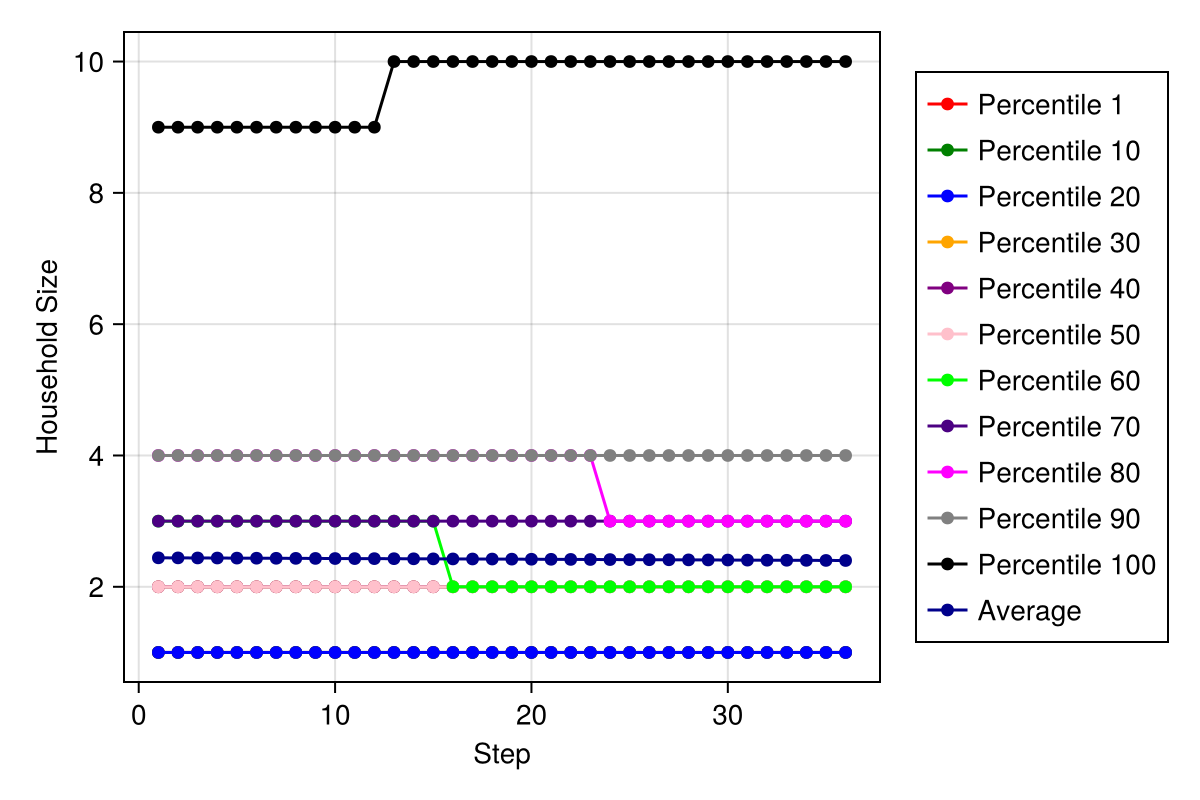 10
8
6
4
2
Household Size
0 10 20 30
Step
Percentile 1
Percentile 10
Percentile 20
Percentile 30
Percentile 40
Percentile 50
Percentile 60
Percentile 70
Percentile 80
Percentile 90
Percentile 100
Average